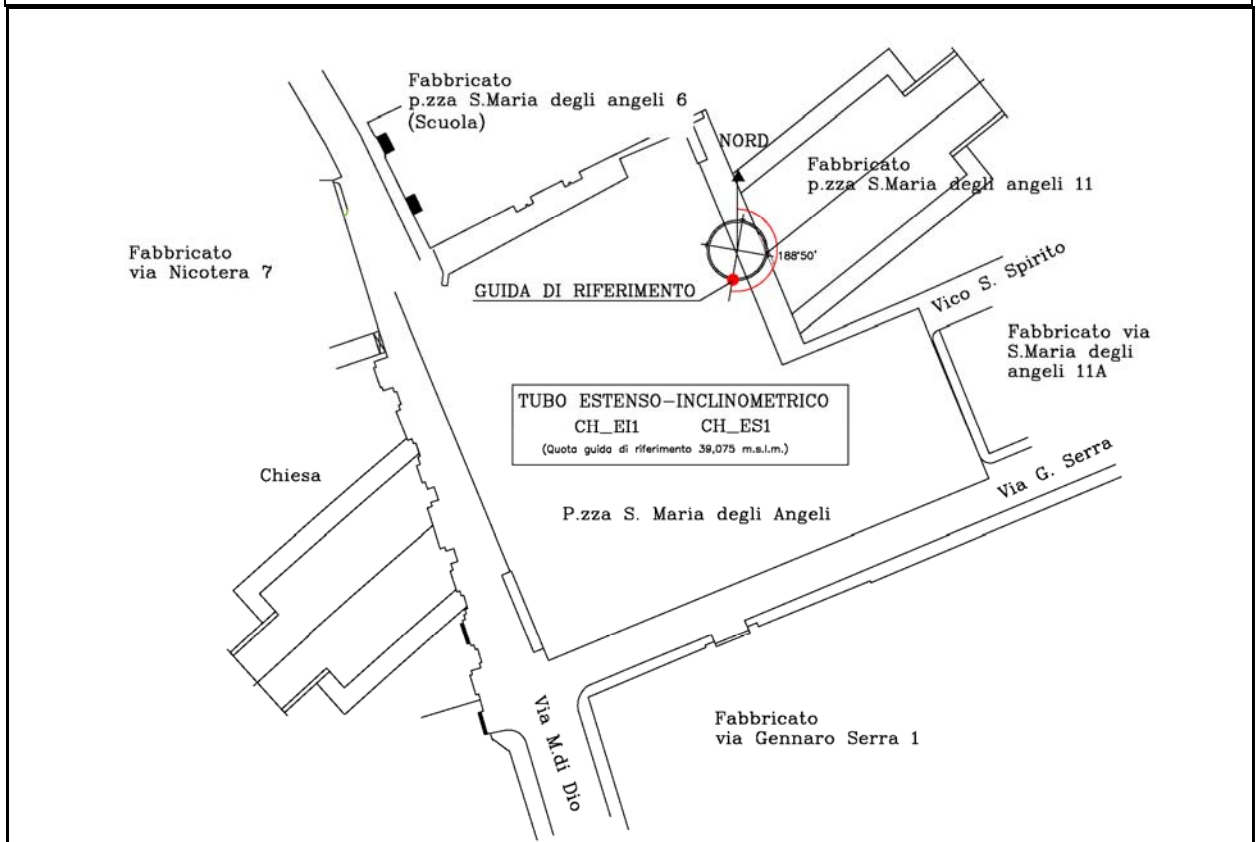 Fabbricato
p.zza S.Maria degli angeli 6
(Scuola)
NORD
Fabbricato
p.zza S.Maria degli angeli 11
Fabbricato
via Nicotera 7
188°50'
GUIDA DI RIFERIMENTO
Vico S. Spirito
Fabbricato via
S.Maria degli
angeli 11A
TUBO ESTENSO-INCLINOMETRICO
CH_EI1 CH_ES1
(Quota guida di riferimento 39,075 m.s.l.m.)
Chiesa
Via G. Serra
P.zza S. Maria degli Angeli
Via M.di Dio
Fabbricato
via Gennaro Serra 1